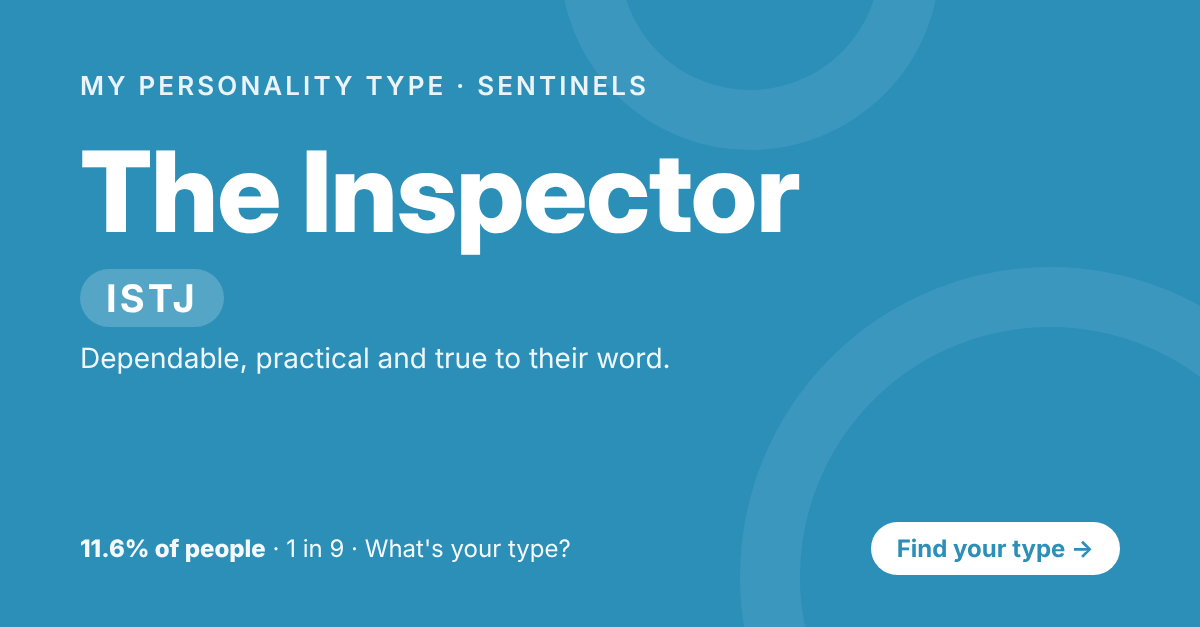 MY PERSONALITY TYPE · SENTINELS
The Inspector
ISTJ
Dependable, practical and true to their word.
11.6% of people · 1 in 9 · What's your type?
Find your type →